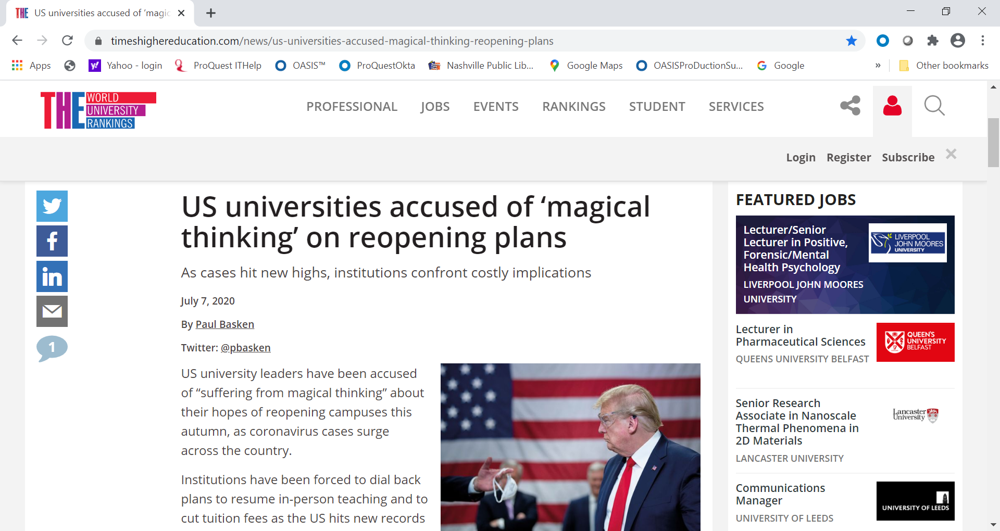 THE US universities accused of ‘magic
timeshighereducation.com/news/us-universities-accused-magical-thinking-reopening-plans
Apps Yahoo - login ProQuest ITHelp OASIS™ ProQuestOkta Nashville Public Lib... Google Maps OASISProDuctionSu... Google » Other bookmarks
THE WORLD
UNIVERSITY
RANKINGS
PROFESSIONAL JOBS EVENTS RANKINGS STUDENT SERVICES
Login Register Subscribe
1
US universities accused of ‘magical
thinking’ on reopening plans
As cases hit new highs, institutions confront costly implications
July 7, 2020
By Paul Basken
Twitter: @pbasken
US university leaders have been accused
of “suffering from magical thinking” about
their hopes of reopening campuses this
autumn, as coronavirus cases surge
across the country.
Institutions have been forced to dial back
plans to resume in-person teaching and to
cut tuition fees as the US hits new records
FEATURED JOBS
Lecturer/Senior
Lecturer in Positive,
Forensic/Mental
Health Psychology
LIVERPOOL JOHN MOORES
UNIVERSITY
LIVERPOOL
JOHN MOORES
UNIVERSITY
Lecturer in
Pharmaceutical Sciences
QUEENS UNIVERSITY BELFAST
QUEEN'S
UNIVERSITY
BELFAST
Senior Research
Associate in Nanoscale
Thermal Phenomena in
2D Materials
LANCASTER UNIVERSITY
Lancaster
University
Communications
Manager
UNIVERSITY OF LEEDS
UNIVERSITY OF LEEDS